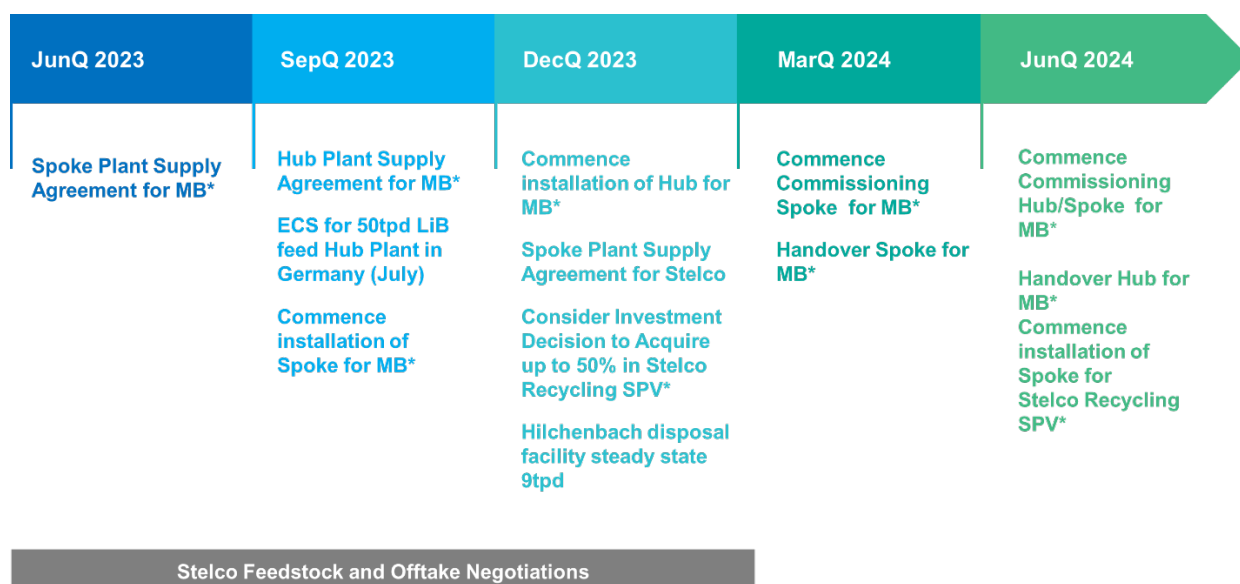 JunQ 2023
SepQ 2023
DecQ 2023
MarQ 2024
JunQ 2024
Spoke Plant Supply
Agreement for MB*
Hub Plant Supply
Agreement for MB*
ECS for 50tpd LiB
feed Hub Plant in
Germany (July)
Commence
installation of
Spoke for MB*
Commence
installation of Hub for
MB*
Spoke Plant Supply
Agreement for Stelco
Consider Investment
Decision to Acquire
up to 50% in Stelco
Recycling SPV*
Hilchenbach disposal
facility steady state
9tpd
Commence
Commissioning
Spoke for MB*
Handover Spoke for
MB*
Commence
Commissioning
Hub/Spoke for
MB*
Handover Hub for
MB*
Commence
installation of
Spoke for
Stelco Recycling
SPV*
Stelco Feedstock and Offtake Negotiations